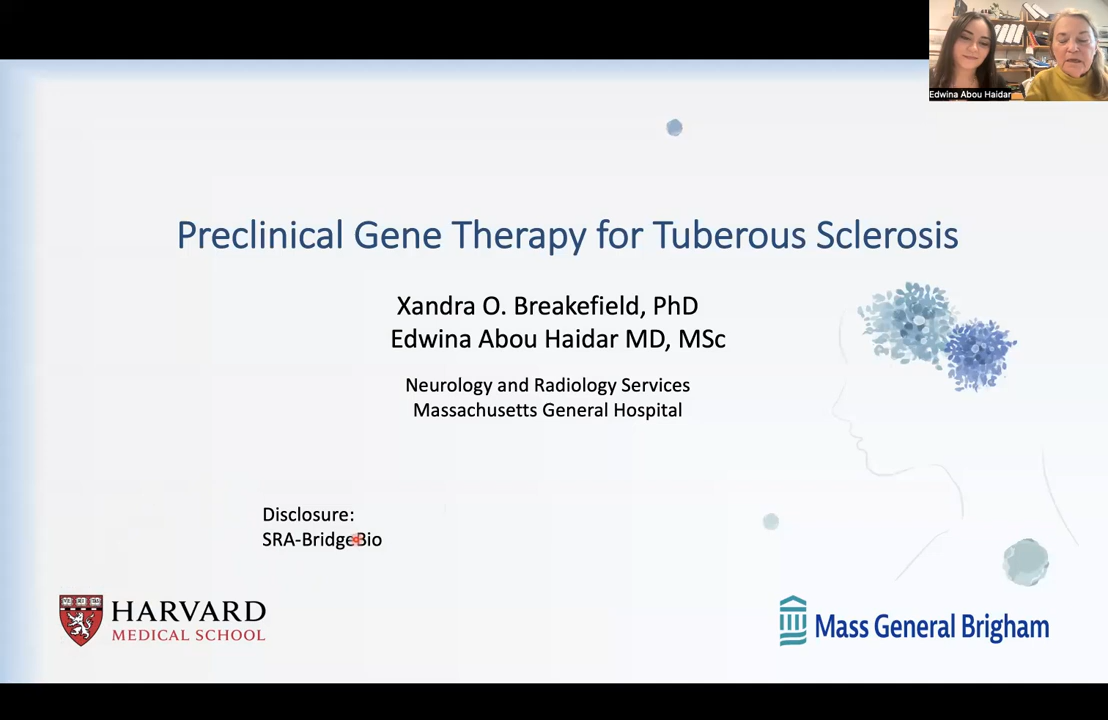 Edwina Abou Haidar
Preclinical Gene Therapy for Tuberous Sclerosis
Xandra O. Breakefield, PhD
Edwina Abou Haidar MD, MSc
Neurology and Radiology Services
Massachusetts General Hospital
Disclosure:
SRA-BridgeBio
HARVARD
MEDICAL SCHOOL
Mass General Brigham